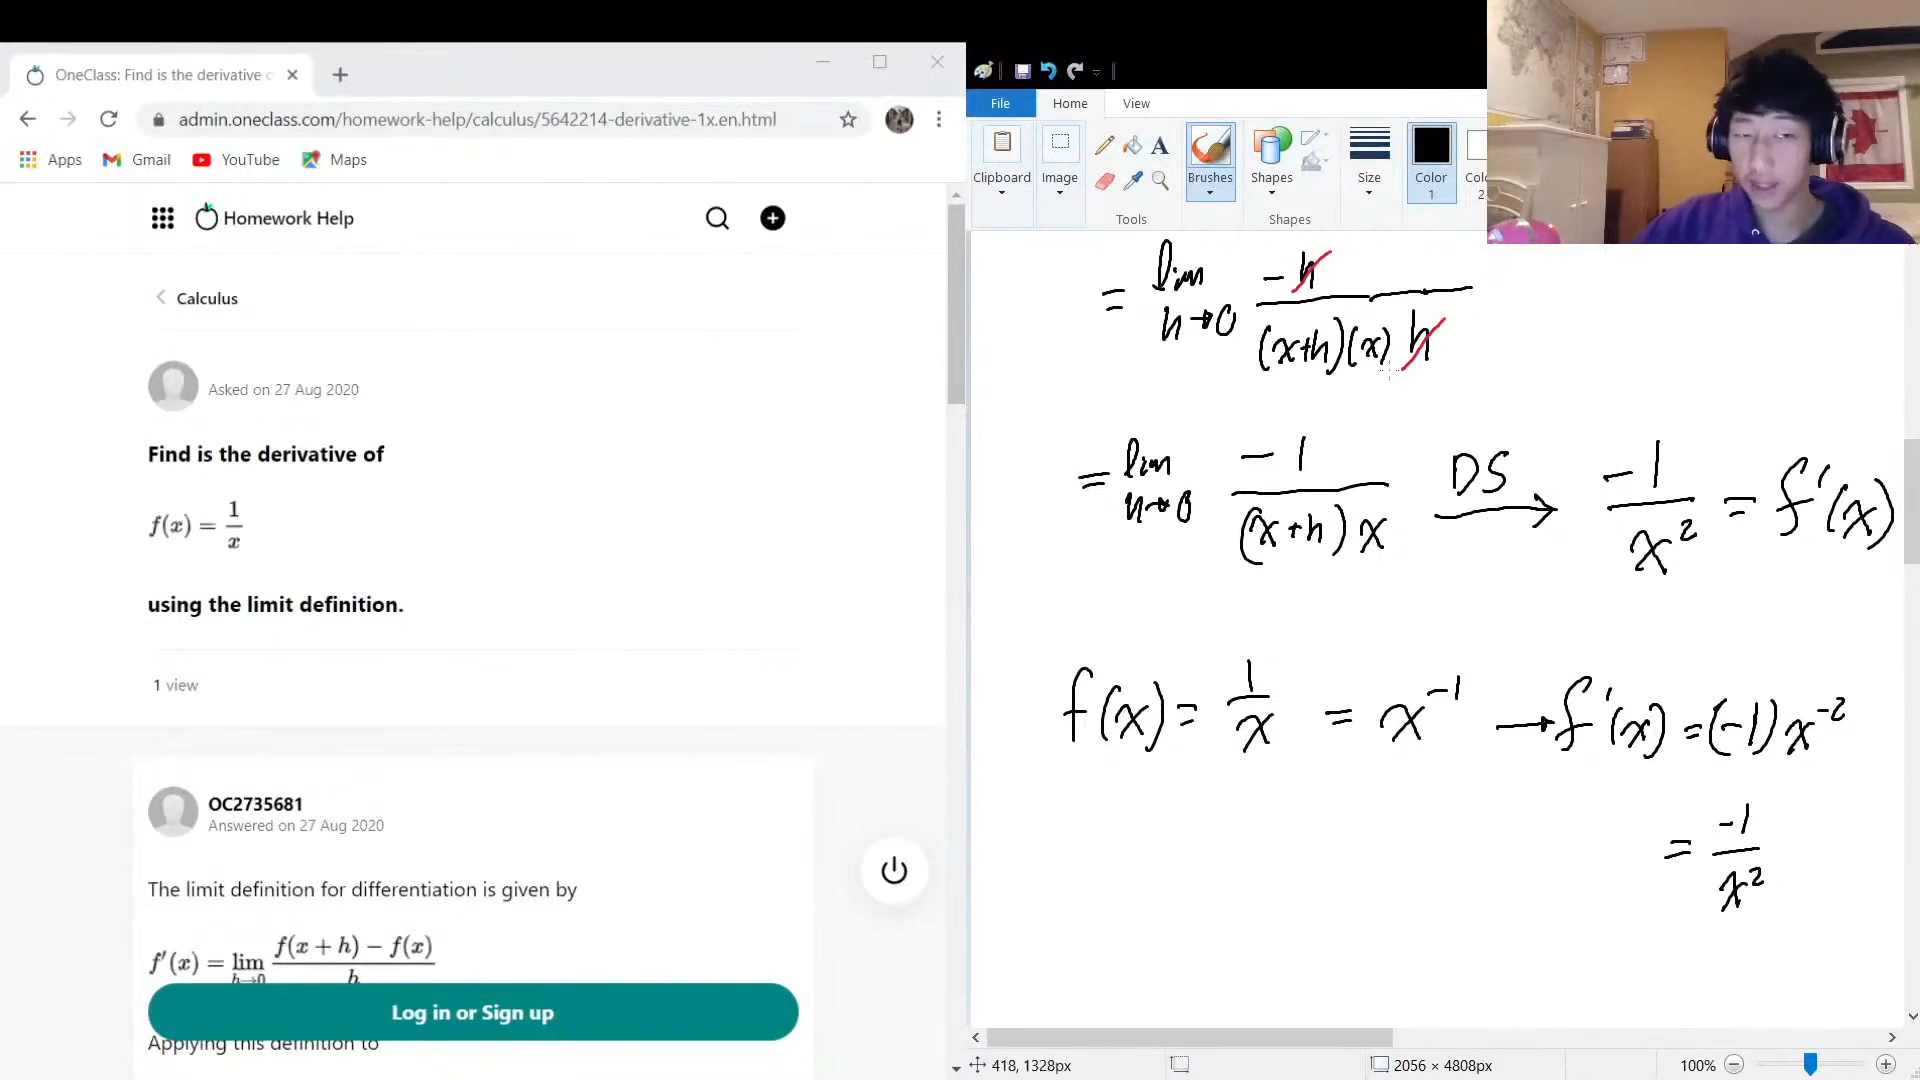 OneClass: Find is the derivative o
admin.oneclass.com/homework-help/calculus/5642214-derivative-1x.en.html
Apps Gmail YouTube Maps
Homework Help
Calculus
Asked on 27 Aug 2020
Find is the derivative of
f(x) = 1/x
using the limit definition.
1 view
OC2735681
Answered on 27 Aug 2020
The limit definition for differentiation is given by
f'(x) = lim h→0 f(x + h) − f(x) / h
Log in or Sign up
Applying this definition to
File Home View
Clipboard Image Brushes Shapes Size Color 1 Colo 2
Tools Shapes
= lim h→0 -h / (x+h)(x) h
= lim h→0 -1 / (x+h) x DS → -1 / x² = f'(x)
f(x) = 1/x = x⁻¹ → f'(x) = (-1) x⁻²
= -1 / x²
418, 1328px 2056 × 4808px 100%